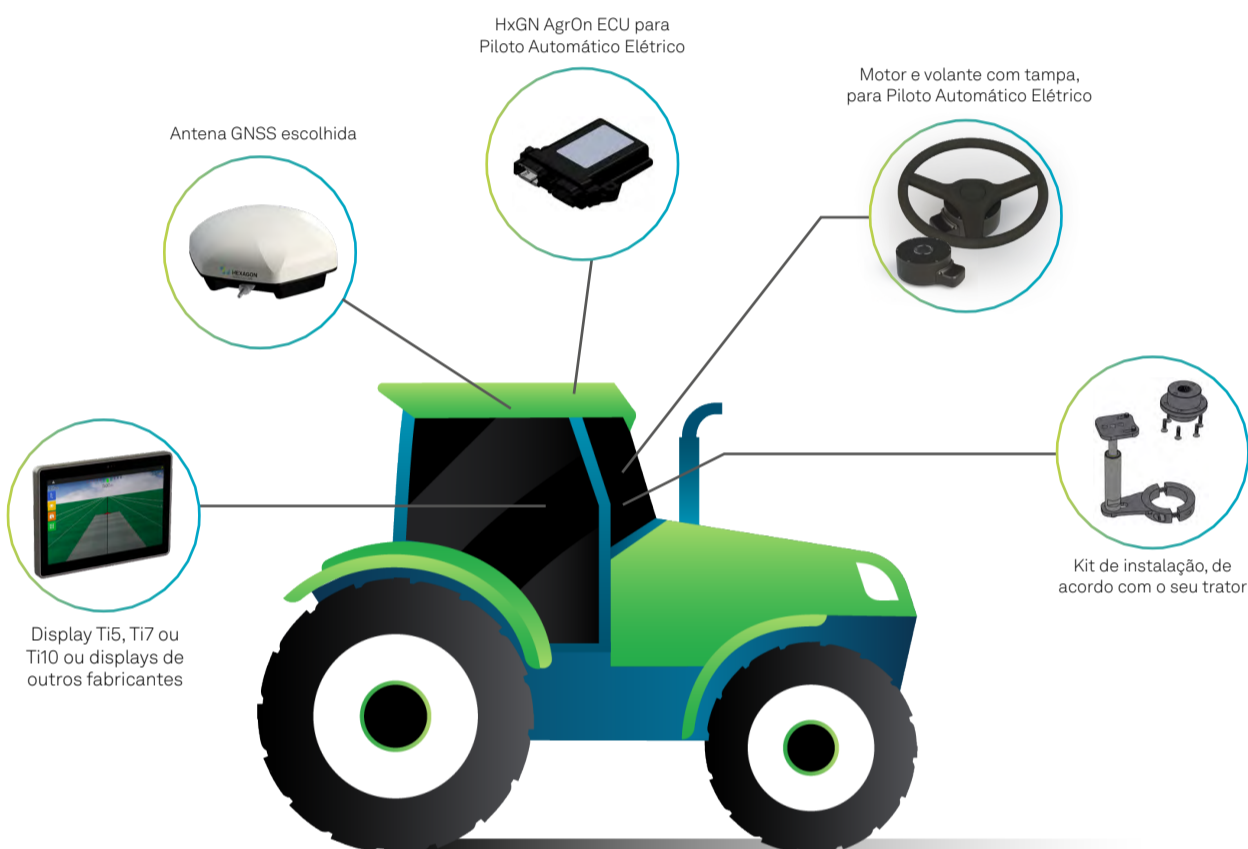 HxGN AgrOn ECU para
Piloto Automático Elétrico
Motor e volante com tampa,
para Piloto Automático Elétrico
Antena GNSS escolhida
HEXAGON
Kit de instalação, de
acordo com o seu trator
Display Ti5, Ti7 ou
Ti10 ou displays de
outros fabricantes